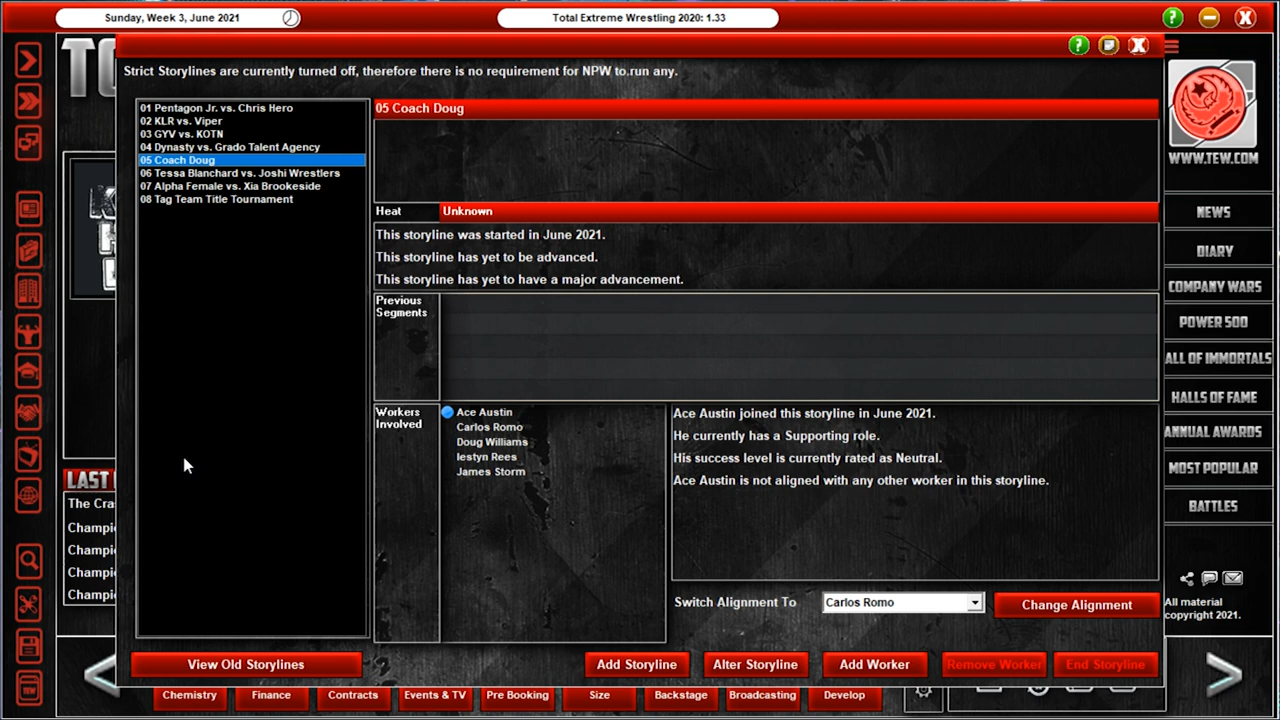 Sunday, Week 3, June 2021
Total Extreme Wrestling 2020: 1.33
Strict Storylines are currently turned off, therefore there is no requirement for NPW to run any.
01 Pentagon Jr. vs. Chris Hero
02 KLR vs. Viper
03 GYV vs. KOTN
04 Dynasty vs. Grado Talent Agency
05 Coach Doug
06 Tessa Blanchard vs. Joshi Wrestlers
07 Alpha Female vs. Xia Brookeside
08 Tag Team Title Tournament
05 Coach Doug
Heat
Unknown
This storyline was started in June 2021.
This storyline has yet to be advanced.
This storyline has yet to have a major advancement.
Previous
Segments
Workers
Involved
Ace Austin
Carlos Romo
Doug Williams
Iestyn Rees
James Storm
Ace Austin joined this storyline in June 2021.
He currently has a Supporting role.
His success level is currently rated as Neutral.
Ace Austin is not aligned with any other worker in this storyline.
Switch Alignment To
Carlos Romo
Change Alignment
View Old Storylines
Add Storyline
Alter Storyline
Add Worker
Remove Worker
End Storyline
LAST
The Cra
Champi
Champi
Champi
Champi
Chemistry
Finance
Contracts
Events & TV
Pre Booking
Size
Backstage
Broadcasting
Develop
WWW.TEW.COM
NEWS
DIARY
COMPANY WARS
POWER 500
ALL OF IMMORTALS
HALLS OF FAME
ANNUAL AWARDS
MOST POPULAR
BATTLES
All material
copyright 2021.